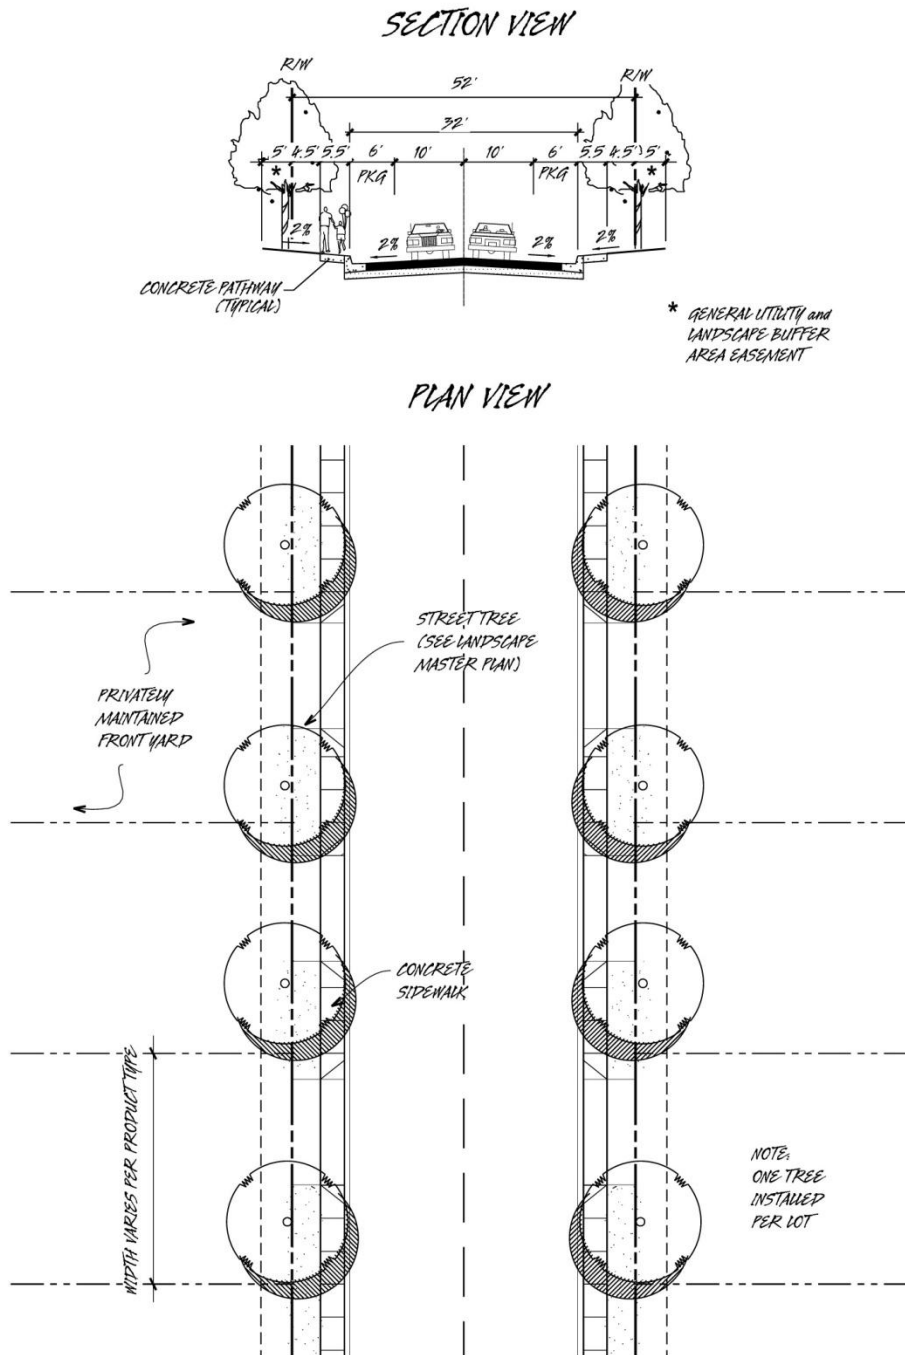 SECTION VIEW
R/W
R/W
52'
32'
5' 4.5' 5.5' 6' 10' 10' 6' 5.5 4.5' 5'
* PKG PKG *
2% 2% 2% 2%
CONCRETE PATHWAY
(TYPICAL)
* GENERAL UTILITY and
LANDSCAPE BUFFER
AREA EASEMENT
PLAN VIEW
STREET TREE
(SEE LANDSCAPE
MASTER PLAN)
PRIVATELY
MAINTAINED
FRONT YARD
CONCRETE
SIDEWALK
WIDTH VARIES PER PRODUCT TYPE
NOTE:
ONE TREE
INSTALLED
PER LOT